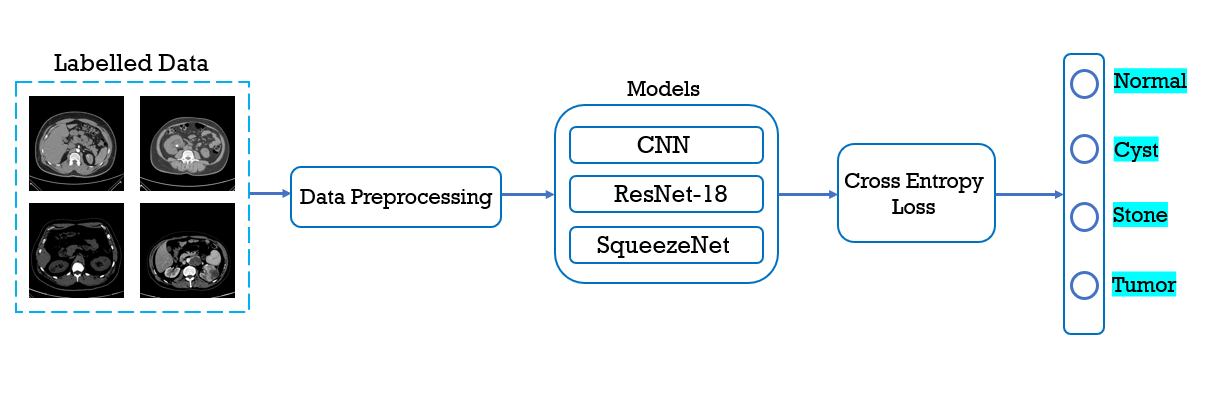 Labelled Data
Data Preprocessing
Models
CNN
ResNet-18
SqueezeNet
Cross Entropy
Loss
Normal
Cyst
Stone
Tumor